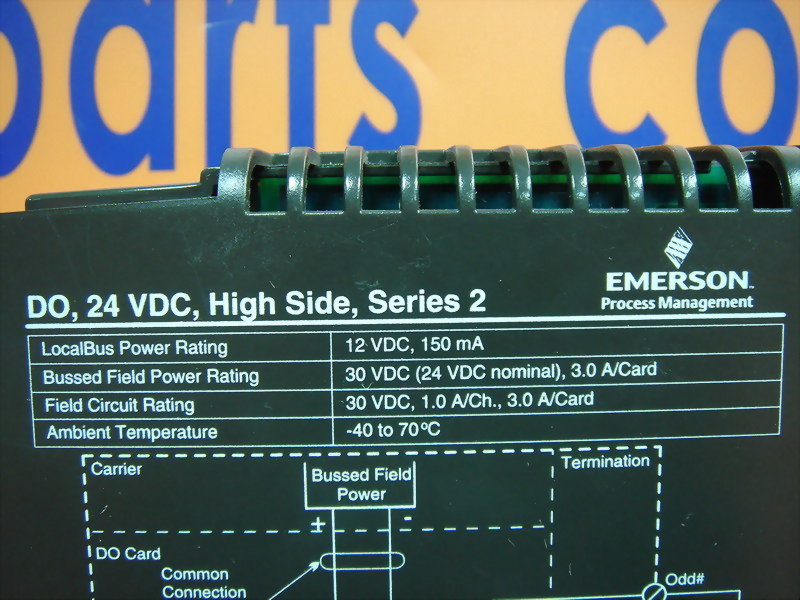 parts co
EMERSON
Process Management
DO, 24 VDC, High Side, Series 2
LocalBus Power Rating 12 VDC, 150 mA
Bussed Field Power Rating 30 VDC (24 VDC nominal), 3.0 A/Card
Field Circuit Rating 30 VDC, 1.0 A/Ch., 3.0 A/Card
Ambient Temperature -40 to 70°C
Carrier
Bussed Field
Power
Termination
± -
DO Card
Common
Connection
Odd#